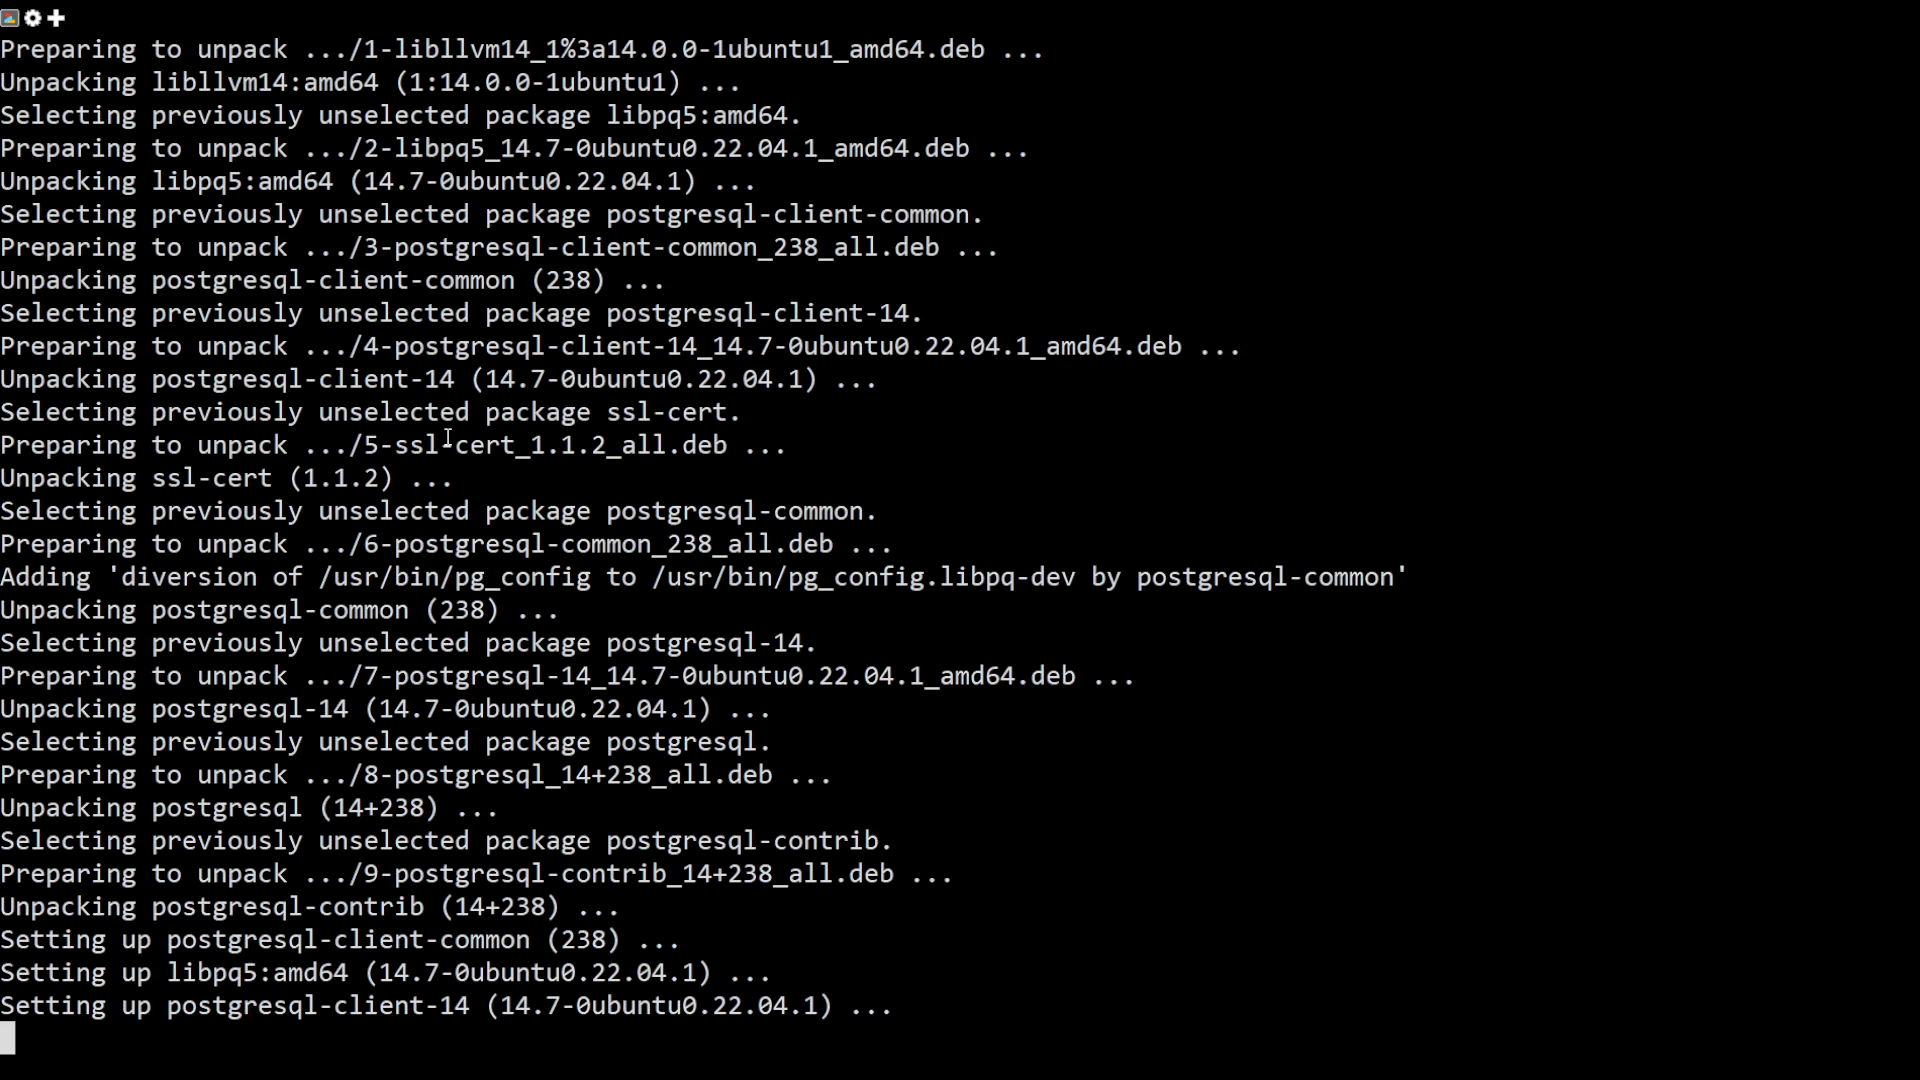 Preparing to unpack .../1-libllvm14_1%3a14.0.0-1ubuntu1_amd64.deb ...
Unpacking libllvm14:amd64 (1:14.0.0-1ubuntu1) ...
Selecting previously unselected package libpq5:amd64.
Preparing to unpack .../2-libpq5_14.7-0ubuntu0.22.04.1_amd64.deb ...
Unpacking libpq5:amd64 (14.7-0ubuntu0.22.04.1) ...
Selecting previously unselected package postgresql-client-common.
Preparing to unpack .../3-postgresql-client-common_238_all.deb ...
Unpacking postgresql-client-common (238) ...
Selecting previously unselected package postgresql-client-14.
Preparing to unpack .../4-postgresql-client-14_14.7-0ubuntu0.22.04.1_amd64.deb ...
Unpacking postgresql-client-14 (14.7-0ubuntu0.22.04.1) ...
Selecting previously unselected package ssl-cert.
Preparing to unpack .../5-ssl-cert_1.1.2_all.deb ...
Unpacking ssl-cert (1.1.2) ...
Selecting previously unselected package postgresql-common.
Preparing to unpack .../6-postgresql-common_238_all.deb ...
Adding 'diversion of /usr/bin/pg_config to /usr/bin/pg_config.libpq-dev by postgresql-common'
Unpacking postgresql-common (238) ...
Selecting previously unselected package postgresql-14.
Preparing to unpack .../7-postgresql-14_14.7-0ubuntu0.22.04.1_amd64.deb ...
Unpacking postgresql-14 (14.7-0ubuntu0.22.04.1) ...
Selecting previously unselected package postgresql.
Preparing to unpack .../8-postgresql_14+238_all.deb ...
Unpacking postgresql (14+238) ...
Selecting previously unselected package postgresql-contrib.
Preparing to unpack .../9-postgresql-contrib_14+238_all.deb ...
Unpacking postgresql-contrib (14+238) ...
Setting up postgresql-client-common (238) ...
Setting up libpq5:amd64 (14.7-0ubuntu0.22.04.1) ...
Setting up postgresql-client-14 (14.7-0ubuntu0.22.04.1) ...